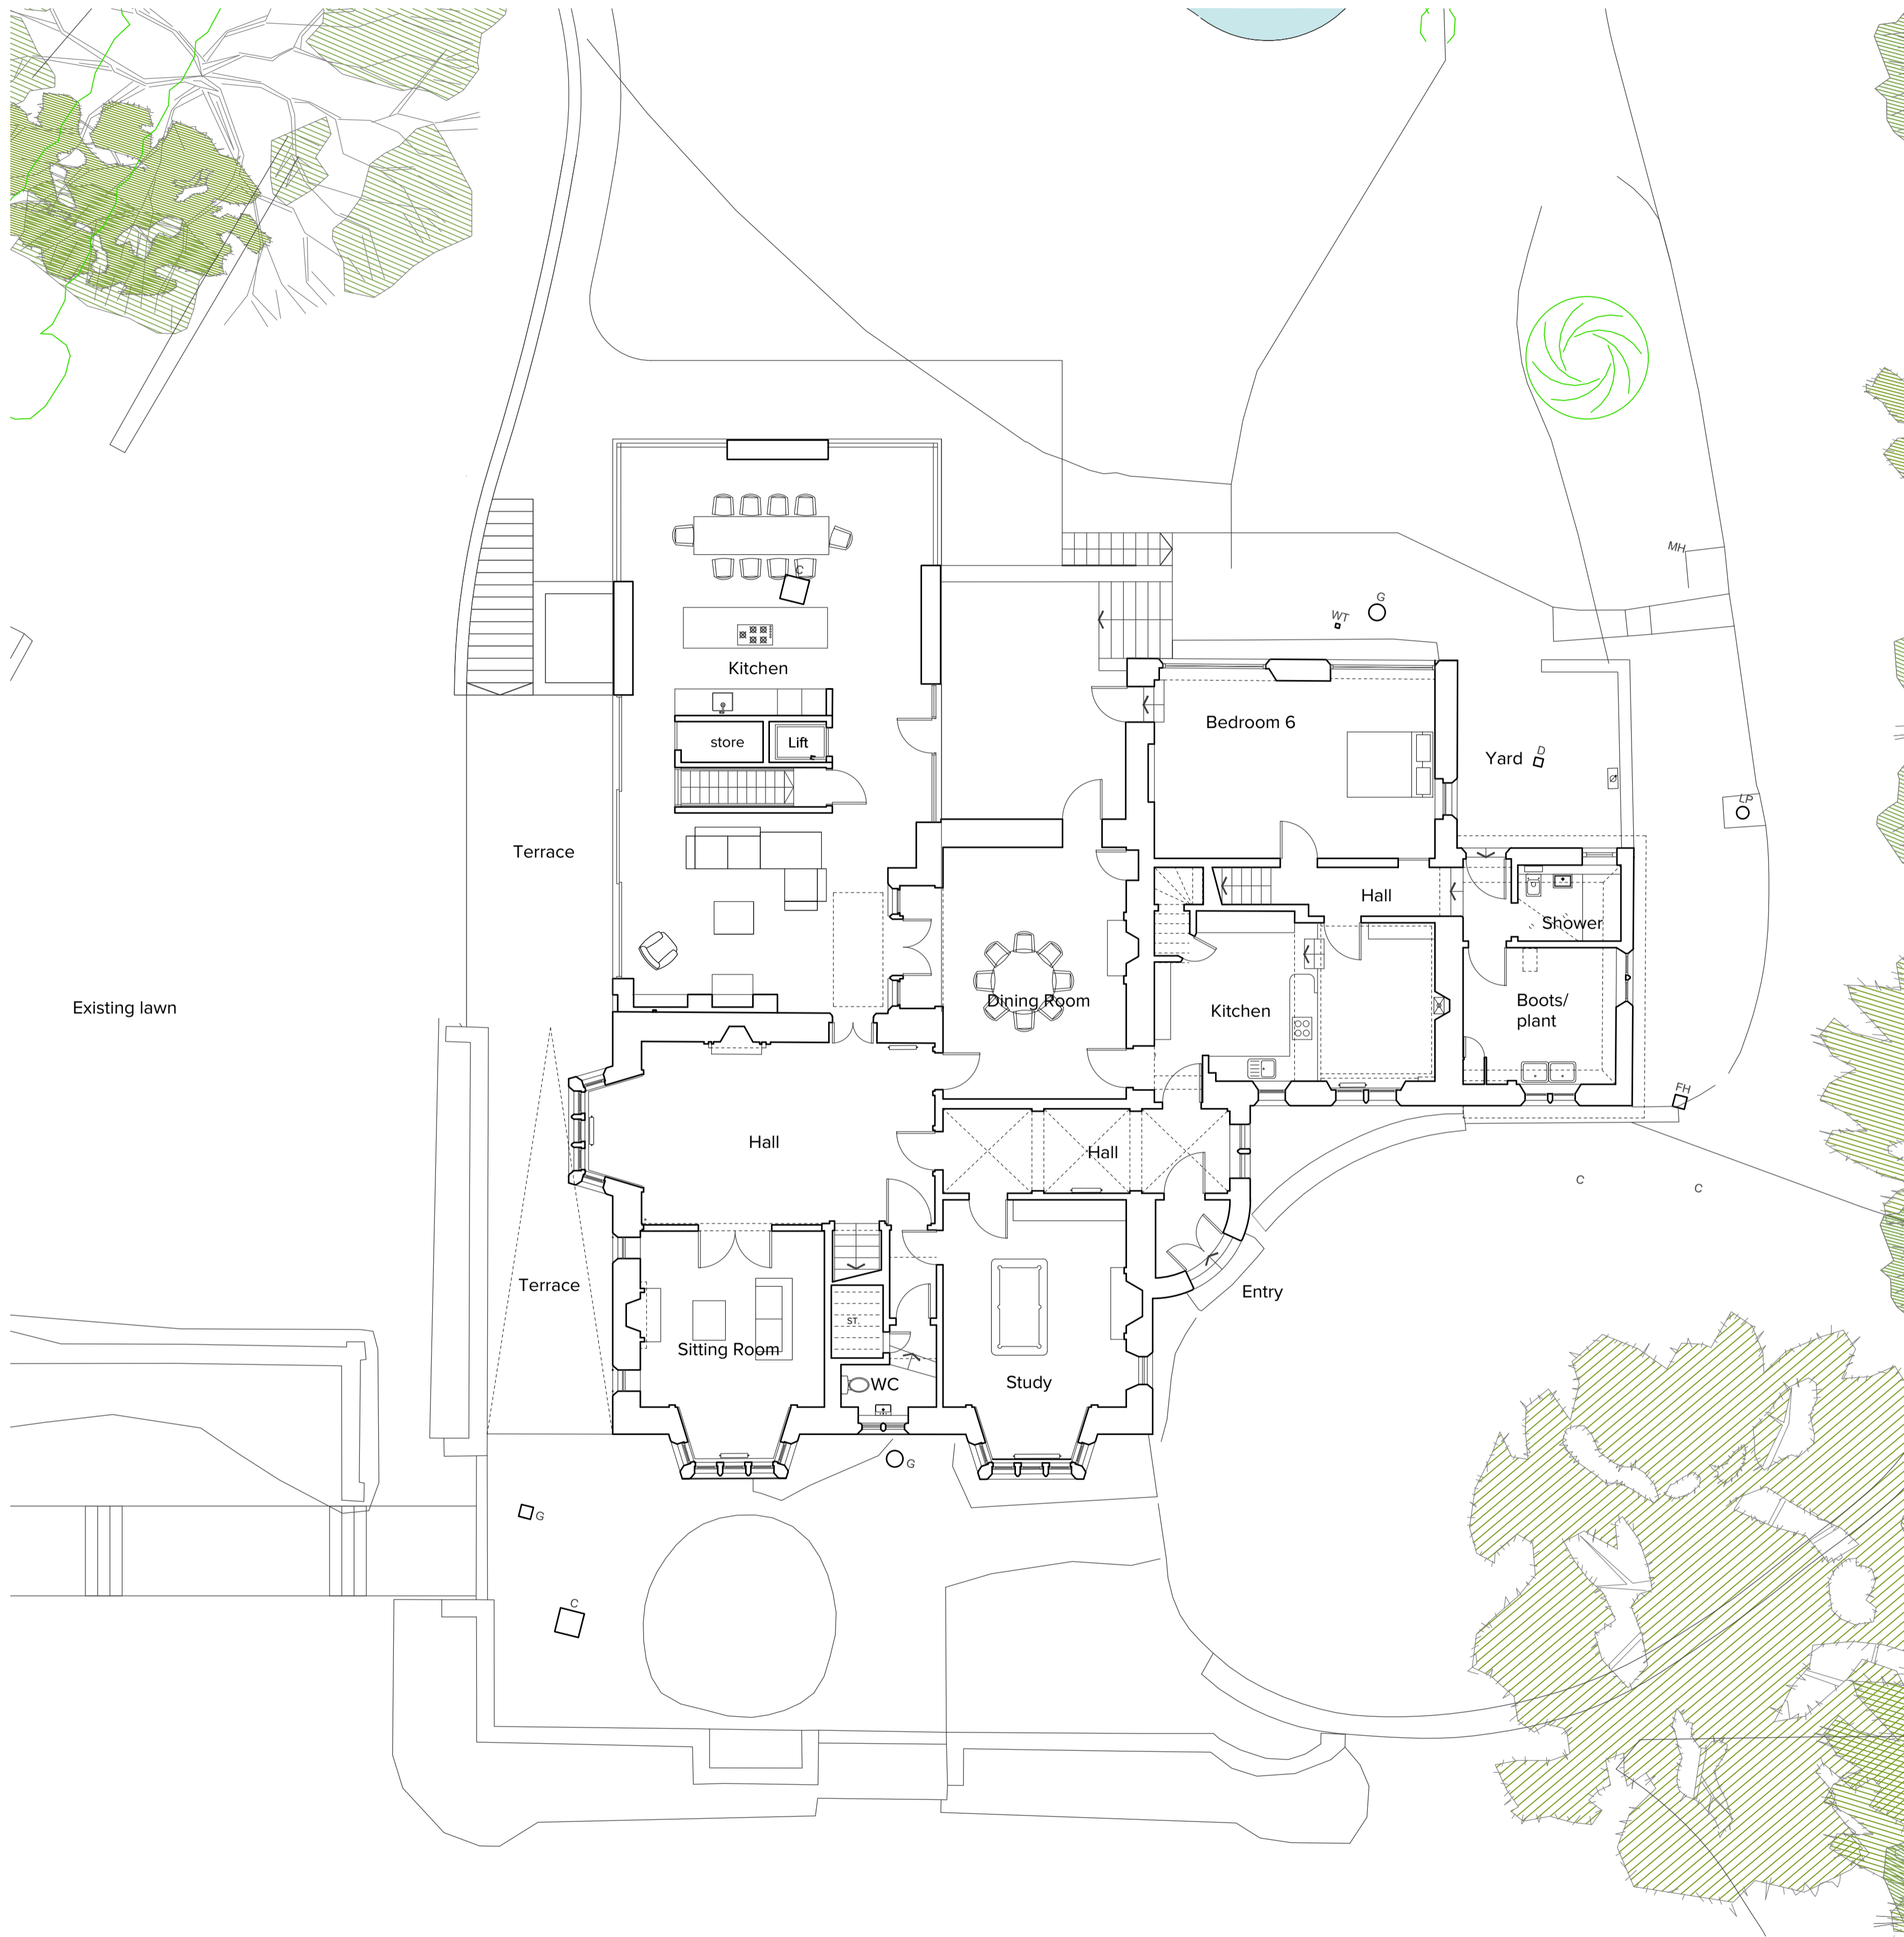 MH
C
G
WT
Kitchen
Bedroom 6
store
Lift
Yard
D
LP
Terrace
Hall
Shower
Existing lawn
Dining Room
Kitchen
Boots/
plant
FH
Hall
Hall
C
C
Terrace
Entry
ST.
Sitting Room
WC
Study
G
G
C